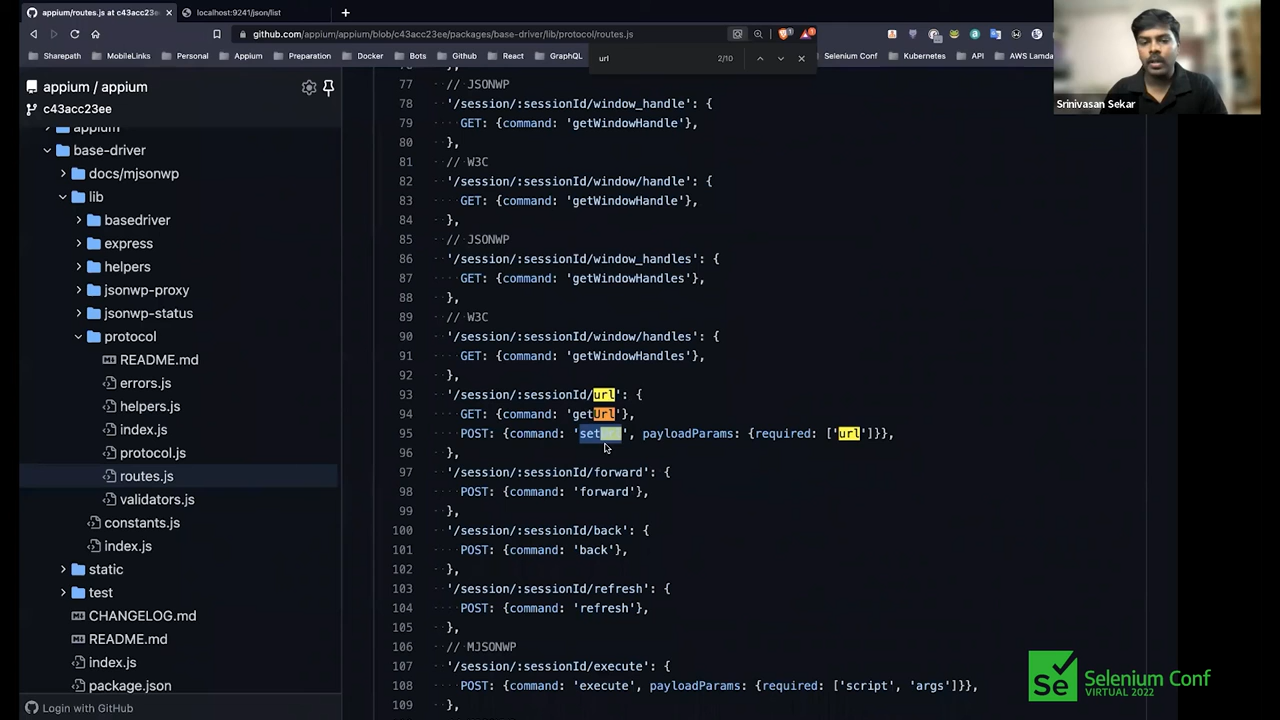 appium/routes.js at c43acc23e
localhost:9241/json/list
github.com/appium/appium/blob/c43acc23ee/packages/base-driver/lib/protocol/routes.js
Sharepath
MobileLinks
Personal
Appium
Preparation
Docker
Bots
Github
React
GraphQL
Selenium Conf
K8s
API
AWS Lamda
url
2/10
Srinivasan Sekar
appium / appium
c43acc23ee
appium
base-driver
docs/mjsonwp
lib
basedriver
express
helpers
jsonwp-proxy
jsonwp-status
protocol
README.md
errors.js
helpers.js
index.js
protocol.js
routes.js
validators.js
constants.js
index.js
static
test
CHANGELOG.md
README.md
index.js
package.json
Login with GitHub
77 // JSONWP
78 '/session/:sessionId/window_handle': {
79 GET: {command: 'getWindowHandle'},
80 },
81 // W3C
82 '/session/:sessionId/window/handle': {
83 GET: {command: 'getWindowHandle'},
84 },
85 // JSONWP
86 '/session/:sessionId/window_handles': {
87 GET: {command: 'getWindowHandles'},
88 },
89 // W3C
90 '/session/:sessionId/window/handles': {
91 GET: {command: 'getWindowHandles'},
92 },
93 '/session/:sessionId/url': {
94 GET: {command: 'getUrl'},
95 POST: {command: 'set', payloadParams: {required: ['url']}},
96 },
97 '/session/:sessionId/forward': {
98 POST: {command: 'forward'},
99 },
100 '/session/:sessionId/back': {
101 POST: {command: 'back'},
102 },
103 '/session/:sessionId/refresh': {
104 POST: {command: 'refresh'},
105 },
106 // MJSONWP
107 '/session/:sessionId/execute': {
108 POST: {command: 'execute', payloadParams: {required: ['script', 'args']}},
109 },
Se
Selenium Conf
VIRTUAL 2022